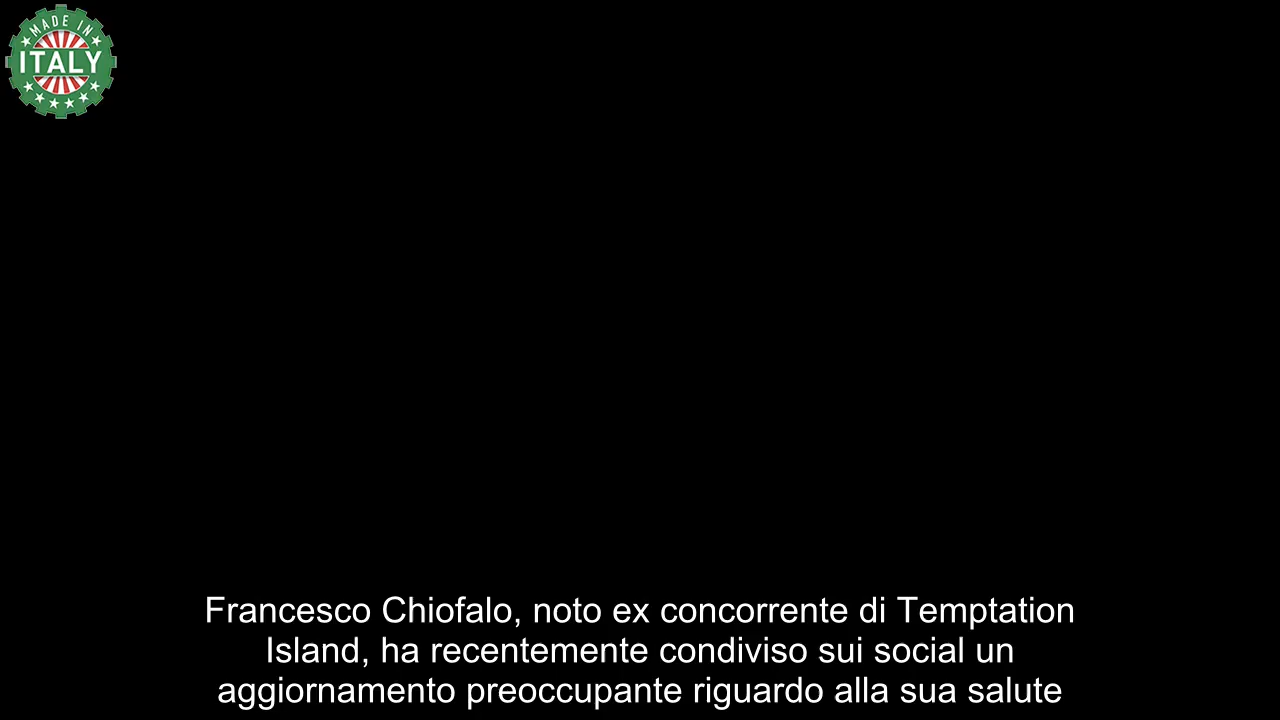 MADE IN
ITALY
Francesco Chiofalo, noto ex concorrente di Temptation
Island, ha recentemente condiviso sui social un
aggiornamento preoccupante riguardo alla sua salute